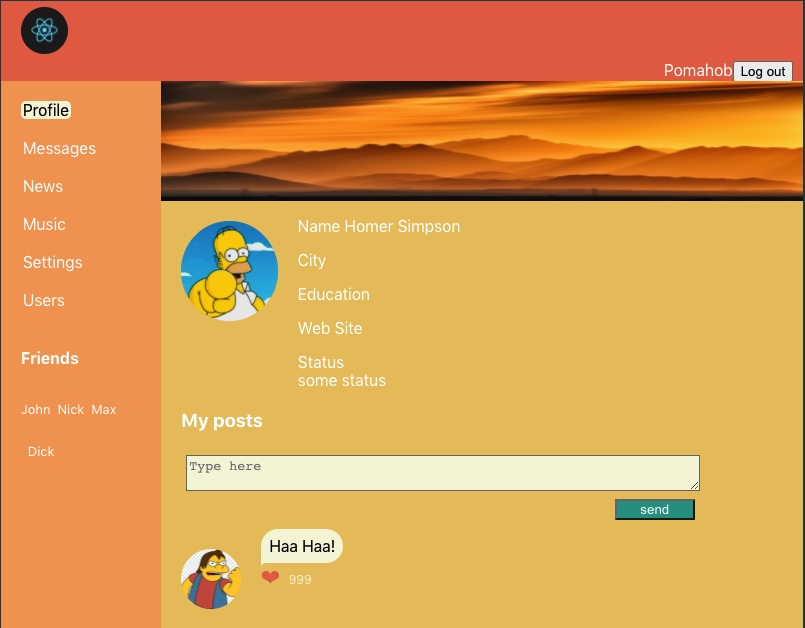 Pomahob Log out
Profile
Messages
News
Music
Settings
Users
Friends
John Nick Max
Dick
Name Homer Simpson
City
Education
Web Site
Status
some status
My posts
Type here
send
Haa Haa!
999